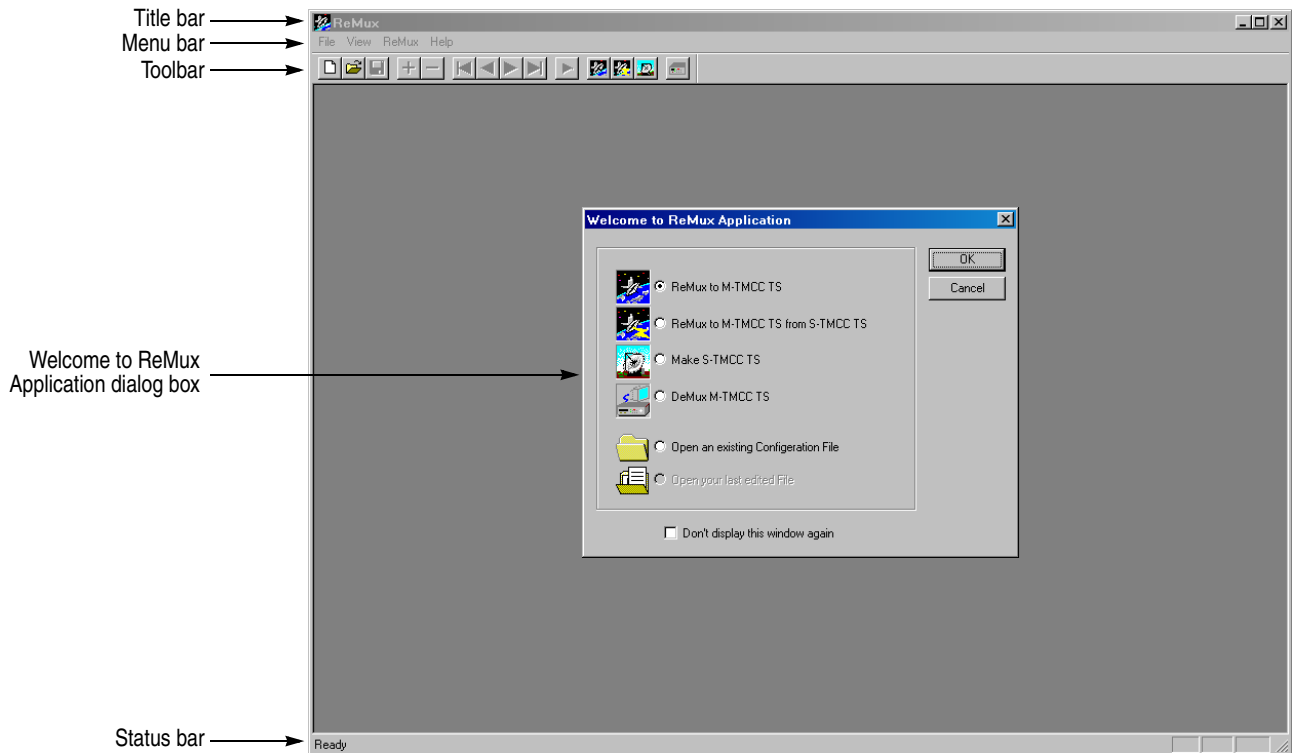 Title bar
ReMux
Menu bar
File View ReMux Help
Toolbar
Welcome to ReMux Application
ReMux to M-TMCC TS
OK
Cancel
ReMux to M-TMCC TS from S-TMCC TS
Make S-TMCC TS
Welcome to ReMux
Application dialog box
DeMux M-TMCC TS
Open an existing Configeration File
Open your last edited File
Don't display this window again
Status bar
Ready